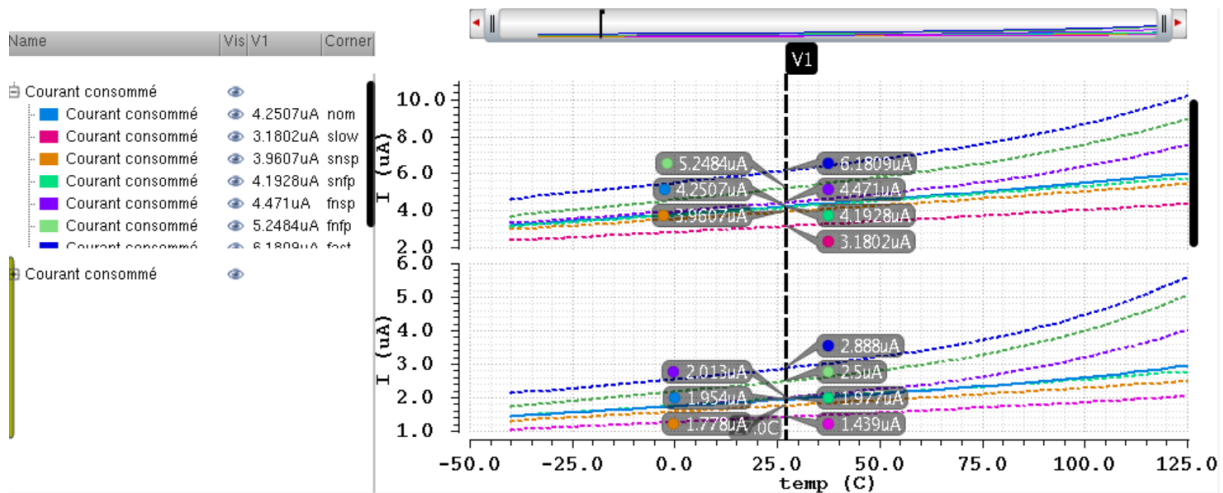 Name Vis V1 Corner
Courant consommé
Courant consommé 4.2507uA nom
Courant consommé 3.1802uA slow
Courant consommé 3.9607uA snsp
Courant consommé 4.1928uA snfp
Courant consommé 4.471uA fnsp
Courant consommé 5.2484uA fnfp
Courant consommé 6.1809uA fast
Courant consommé
V1
I (uA)
10.0
8.0
6.0
4.0
2.0
5.2484uA 6.1809uA
4.2507uA 4.471uA
3.9607uA 4.1928uA
3.1802uA
I (uA)
6.0
5.0
4.0
3.0
2.0
1.0
2.888uA
2.013uA 2.5uA
1.954uA 1.977uA
1.778uA .0C 1.439uA
-50.0 -25.0 0.0 25.0 50.0 75.0 100.0 125.0
temp (C)